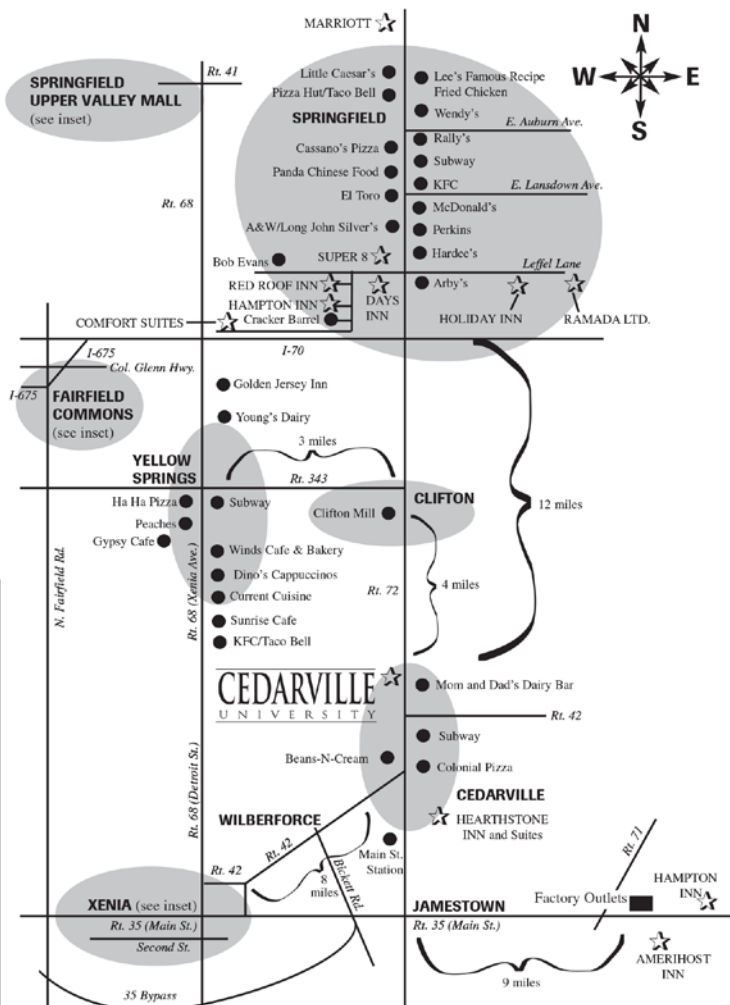 MARRIOTT
N
W E
S
Rt. 41
SPRINGFIELD
UPPER VALLEY MALL
(see inset)
Little Caesar's
Pizza Hut/Taco Bell
SPRINGFIELD
Lee's Famous Recipe
Fried Chicken
Wendy's
E. Auburn Ave.
Rally's
Cassano's Pizza
Subway
Panda Chinese Food
KFC
E. Lansdown Ave.
El Toro
McDonald's
Rt. 68
A&W/Long John Silver's
Perkins
Hardee's
Bob Evans
SUPER 8
Leffel Lane
RED ROOF INN
Arby's
HAMPTON INN
DAYS
INN
HOLIDAY INN
RAMADA LTD.
COMFORT SUITES
Cracker Barrel
I-70
I-675
Col. Glenn Hwy.
I-675
FAIRFIELD
COMMONS
(see inset)
Golden Jersey Inn
Young's Dairy
3 miles
YELLOW
SPRINGS
Rt. 343
CLIFTON
12 miles
Ha Ha Pizza
Subway
Clifton Mill
Peaches
Gypsy Cafe
Winds Cafe & Bakery
Dino's Cappuccinos
Current Cuisine
Sunrise Cafe
KFC/Taco Bell
N. Fairfield Rd.
Rt. 68 (Xenia Ave.)
Rt. 72
4 miles
CEDARVILLE
UNIVERSITY
Mom and Dad's Dairy Bar
Rt. 42
Subway
Beans-N-Cream
Colonial Pizza
Rt. 68 (Detroit St.)
CEDARVILLE
HEARTHSTONE
INN and Suites
WILBERFORCE
Rt. 42
Rt. 42
8
miles
Bickett Rd.
Main St.
Station
Rt. 71
HAMPTON
INN
Factory Outlets
XENIA (see inset)
JAMESTOWN
Rt. 35 (Main St.)
Rt. 35 (Main St.)
Second St.
AMERIHOST
INN
9 miles
35 Bypass